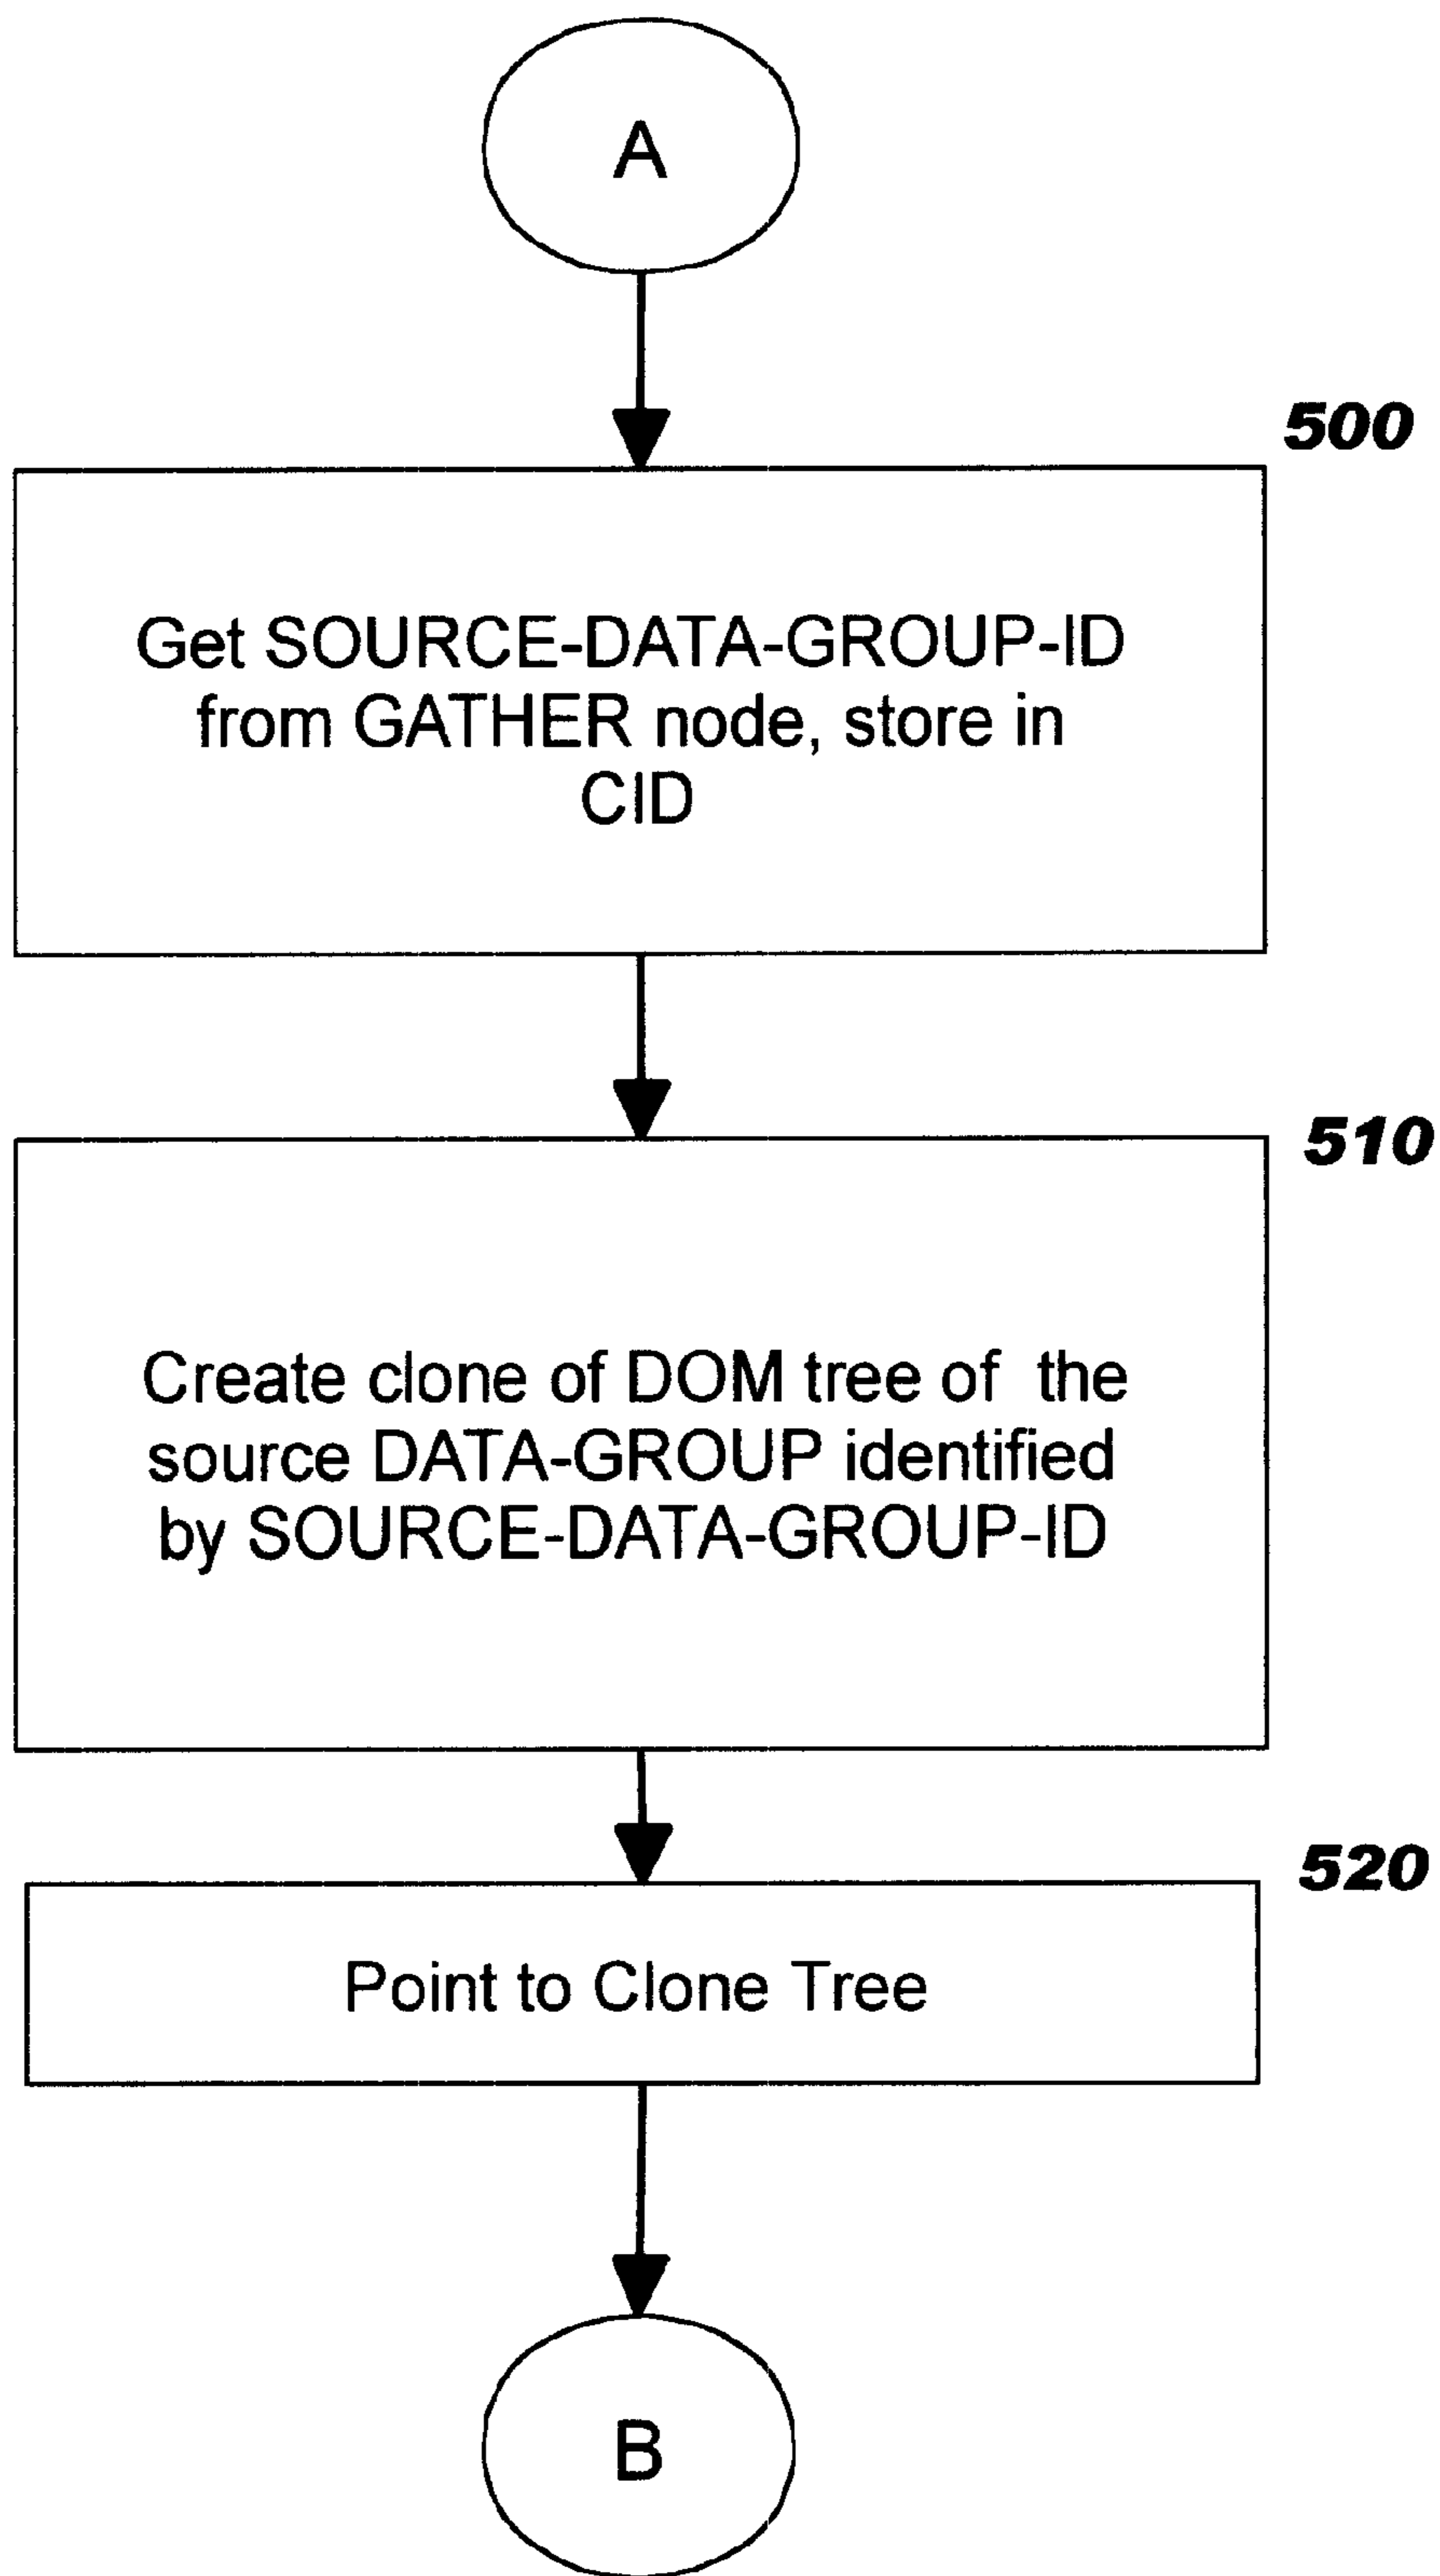 A
500
Get SOURCE-DATA-GROUP-ID
from GATHER node, store in
CID
510
Create clone of DOM tree of the
source DATA-GROUP identified
by SOURCE-DATA-GROUP-ID
520
Point to Clone Tree
B